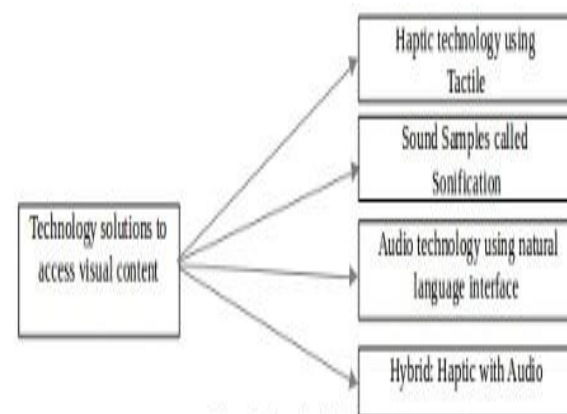 Technology solutions to
access visual content
Haptic technology using
Tactile
Sound Samples called
Sonification
Audio technology using natural
language interface
Hybrid: Haptic with Audio